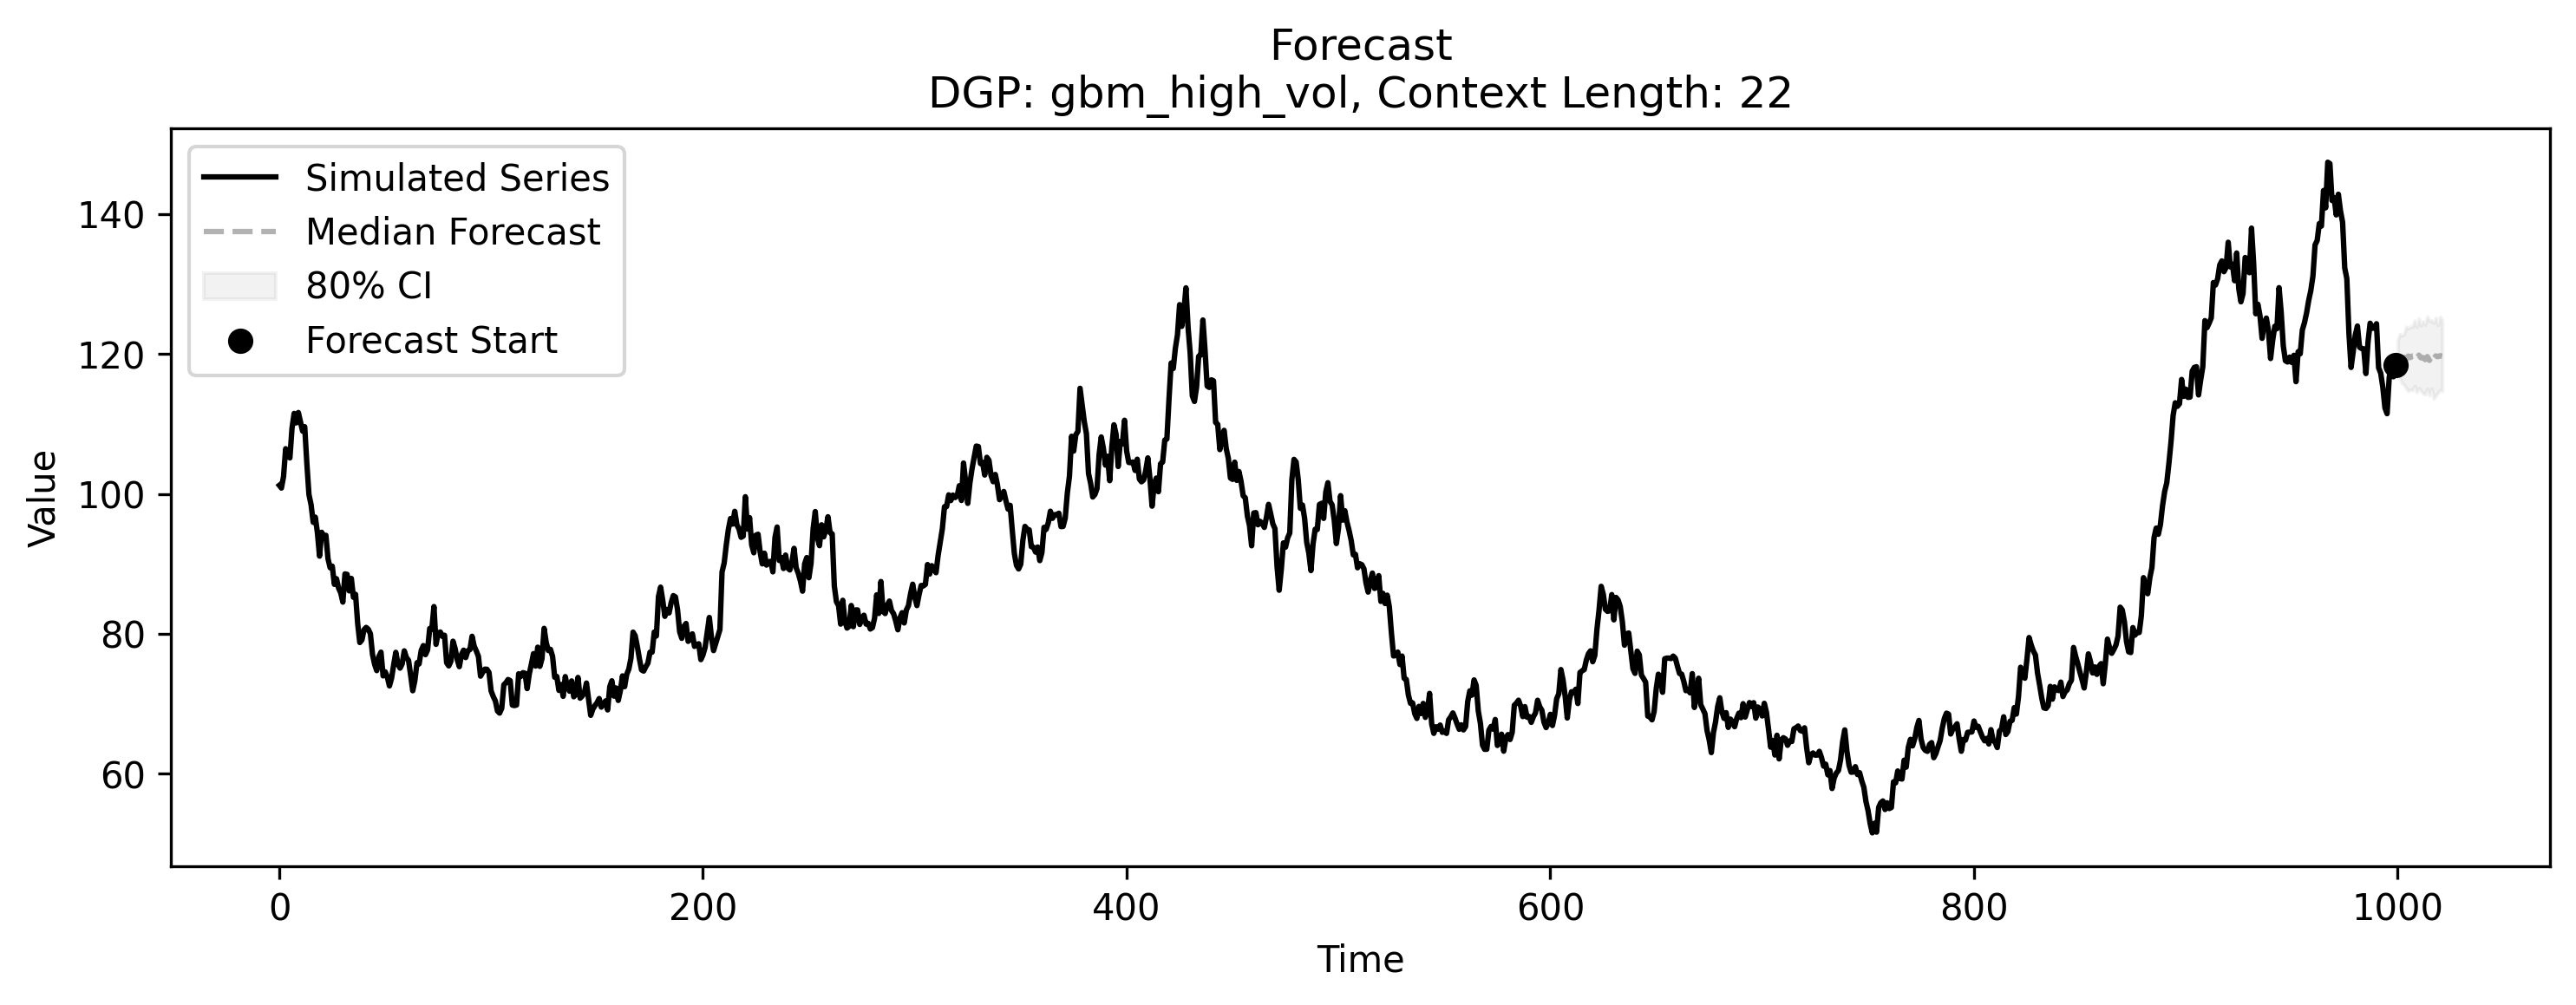 Forecast
DGP: gbm_high_vol, Context Length: 22
Simulated Series
Median Forecast
80% CI
Forecast Start
Value
140
120
100
80
60
0
200
400
600
800
1000
Time